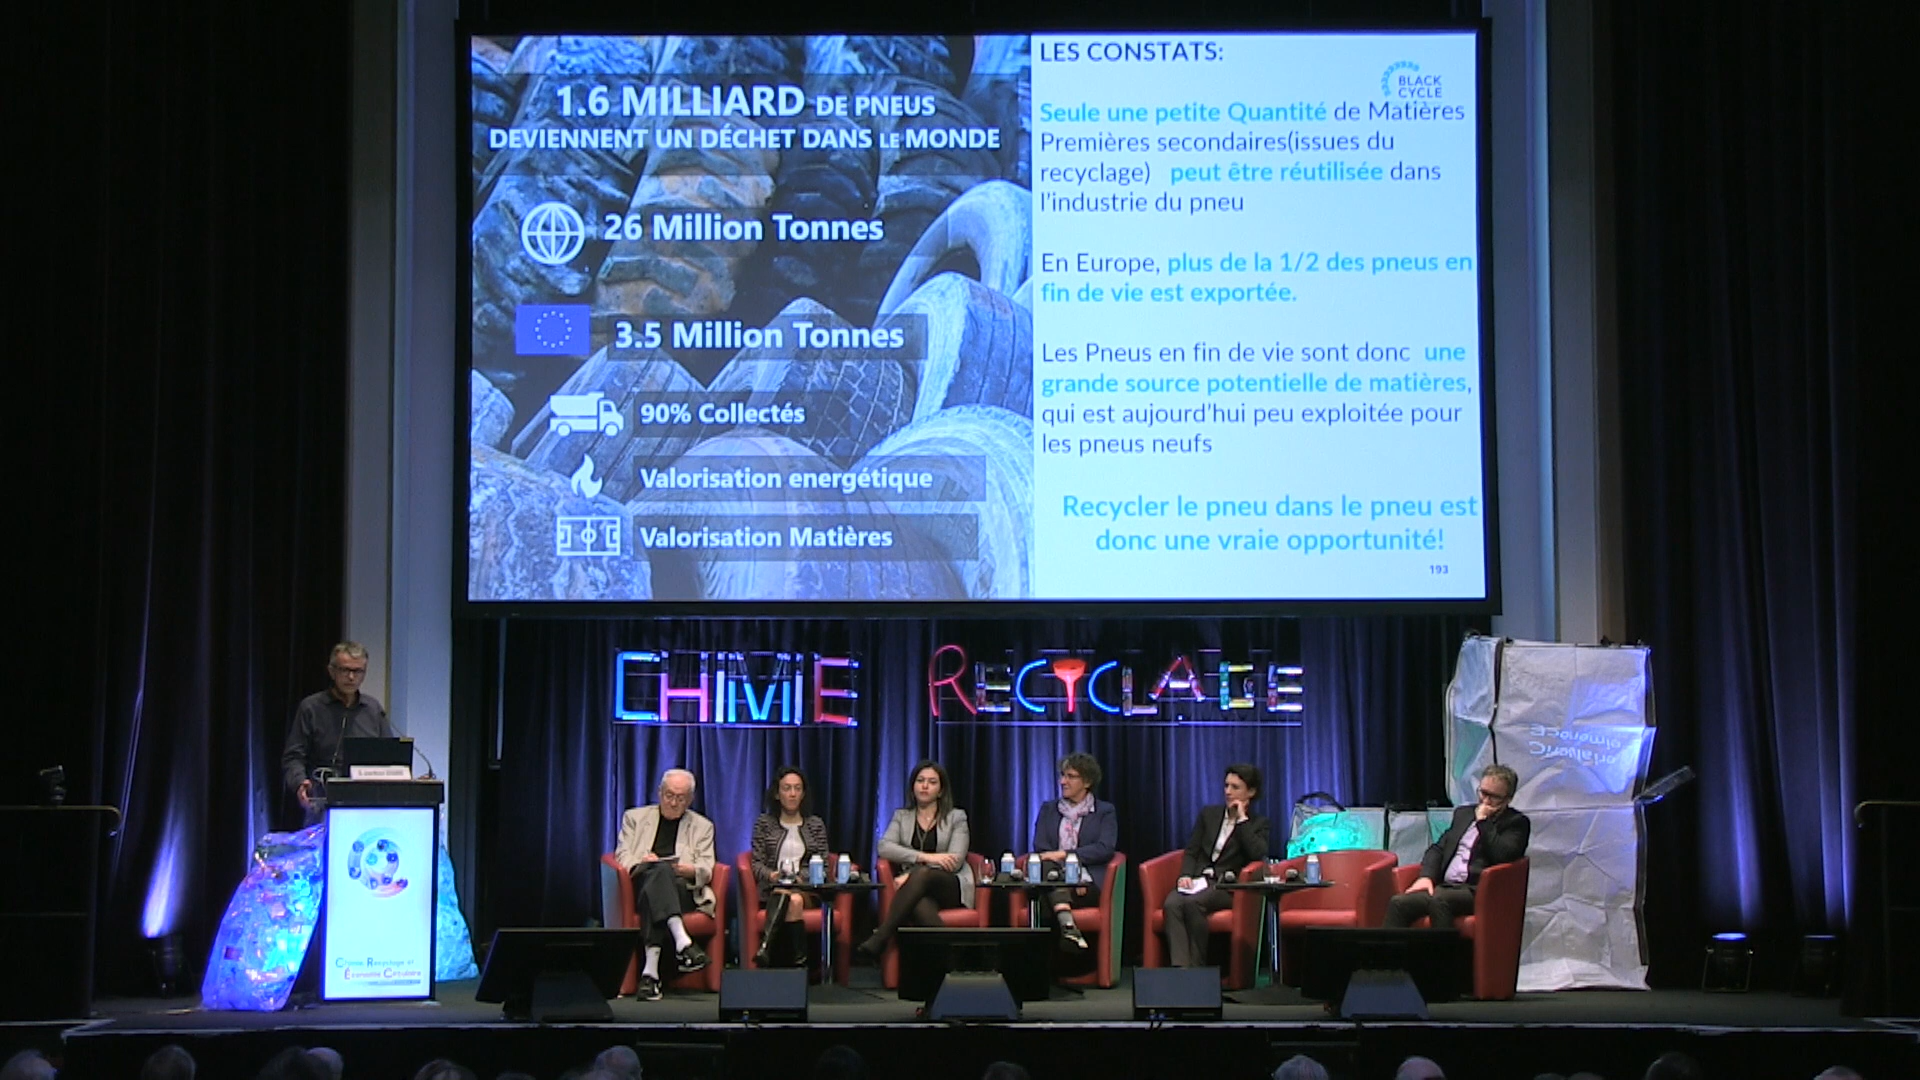 1.6 MILLIARD DE PNEUS
DEVIENNENT UN DÉCHET DANS LE MONDE
26 Million Tonnes
3.5 Million Tonnes
90% Collectés
Valorisation energétique
Valorisation Matières
LES CONSTATS:
BLACK
CYCLE
Seule une petite Quantité de Matières
Premières secondaires(issues du
recyclage) peut être réutilisée dans
l'industrie du pneu
En Europe, plus de la 1/2 des pneus en
fin de vie est exportée.
Les Pneus en fin de vie sont donc une
grande source potentielle de matières,
qui est aujourd'hui peu exploitée pour
les pneus neufs
Recycler le pneu dans le pneu est
donc une vraie opportunité!
193
CHIMIE RECYCLAGE
Chimie, Recyclage et
Économie Circulaire